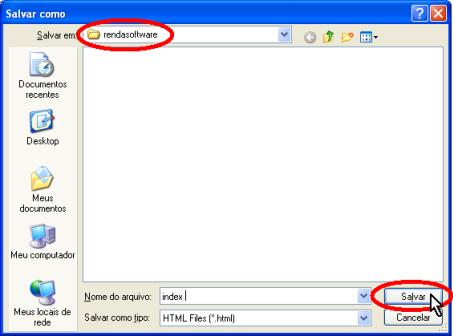 Salvar como
Salvar em:
rendasoftware
Documentos
recentes
Desktop
Meus
documentos
Meu computador
Meus locais de
rede
Nome do arquivo:
index
Salvar
Salvar como tipo:
HTML Files (*.html)
Cancelar